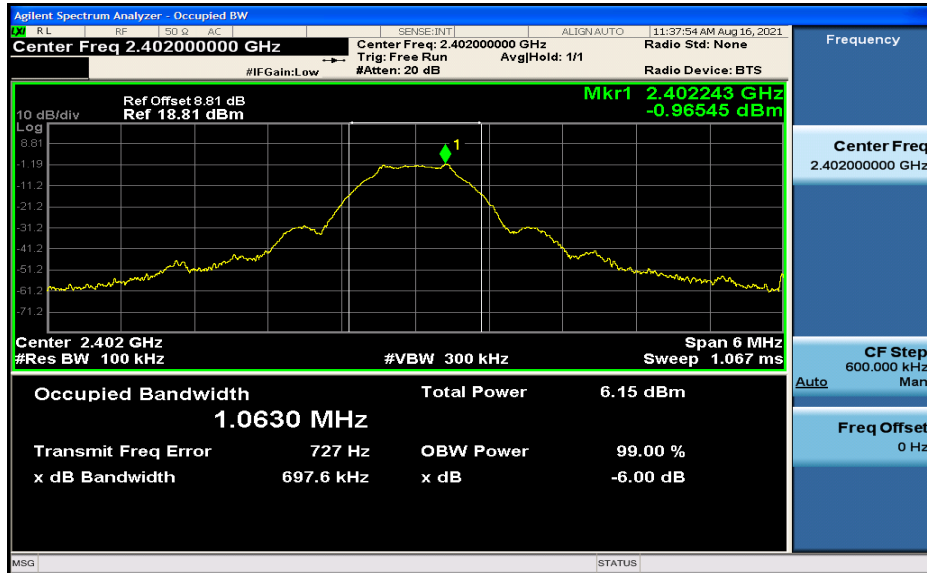 Agilent Spectrum Analyzer - Occupied BW
LXI RL RF 50 Ω AC SENSE:INT ALIGN AUTO 11:37:54 AM Aug 16, 2021
Center Freq 2.402000000 GHz
Center Freq: 2.402000000 GHz Radio Std: None
Trig: Free Run Avg|Hold: 1/1
#IFGain:Low #Atten: 20 dB Radio Device: BTS
Ref Offset 8.81 dB
10 dB/div Ref 18.81 dBm
Mkr1 2.402243 GHz
-0.96545 dBm
Log
8.81
-1.19
-11.2
-21.2
-31.2
-41.2
-51.2
-61.2
-71.2
1
Center 2.402 GHz Span 6 MHz
#Res BW 100 kHz #VBW 300 kHz Sweep 1.067 ms
Occupied Bandwidth Total Power 6.15 dBm
1.0630 MHz
Transmit Freq Error 727 Hz OBW Power 99.00 %
x dB Bandwidth 697.6 kHz x dB -6.00 dB
MSG STATUS
Frequency
Center Freq
2.402000000 GHz
CF Step
600.000 kHz
Auto Man
Freq Offset
0 Hz